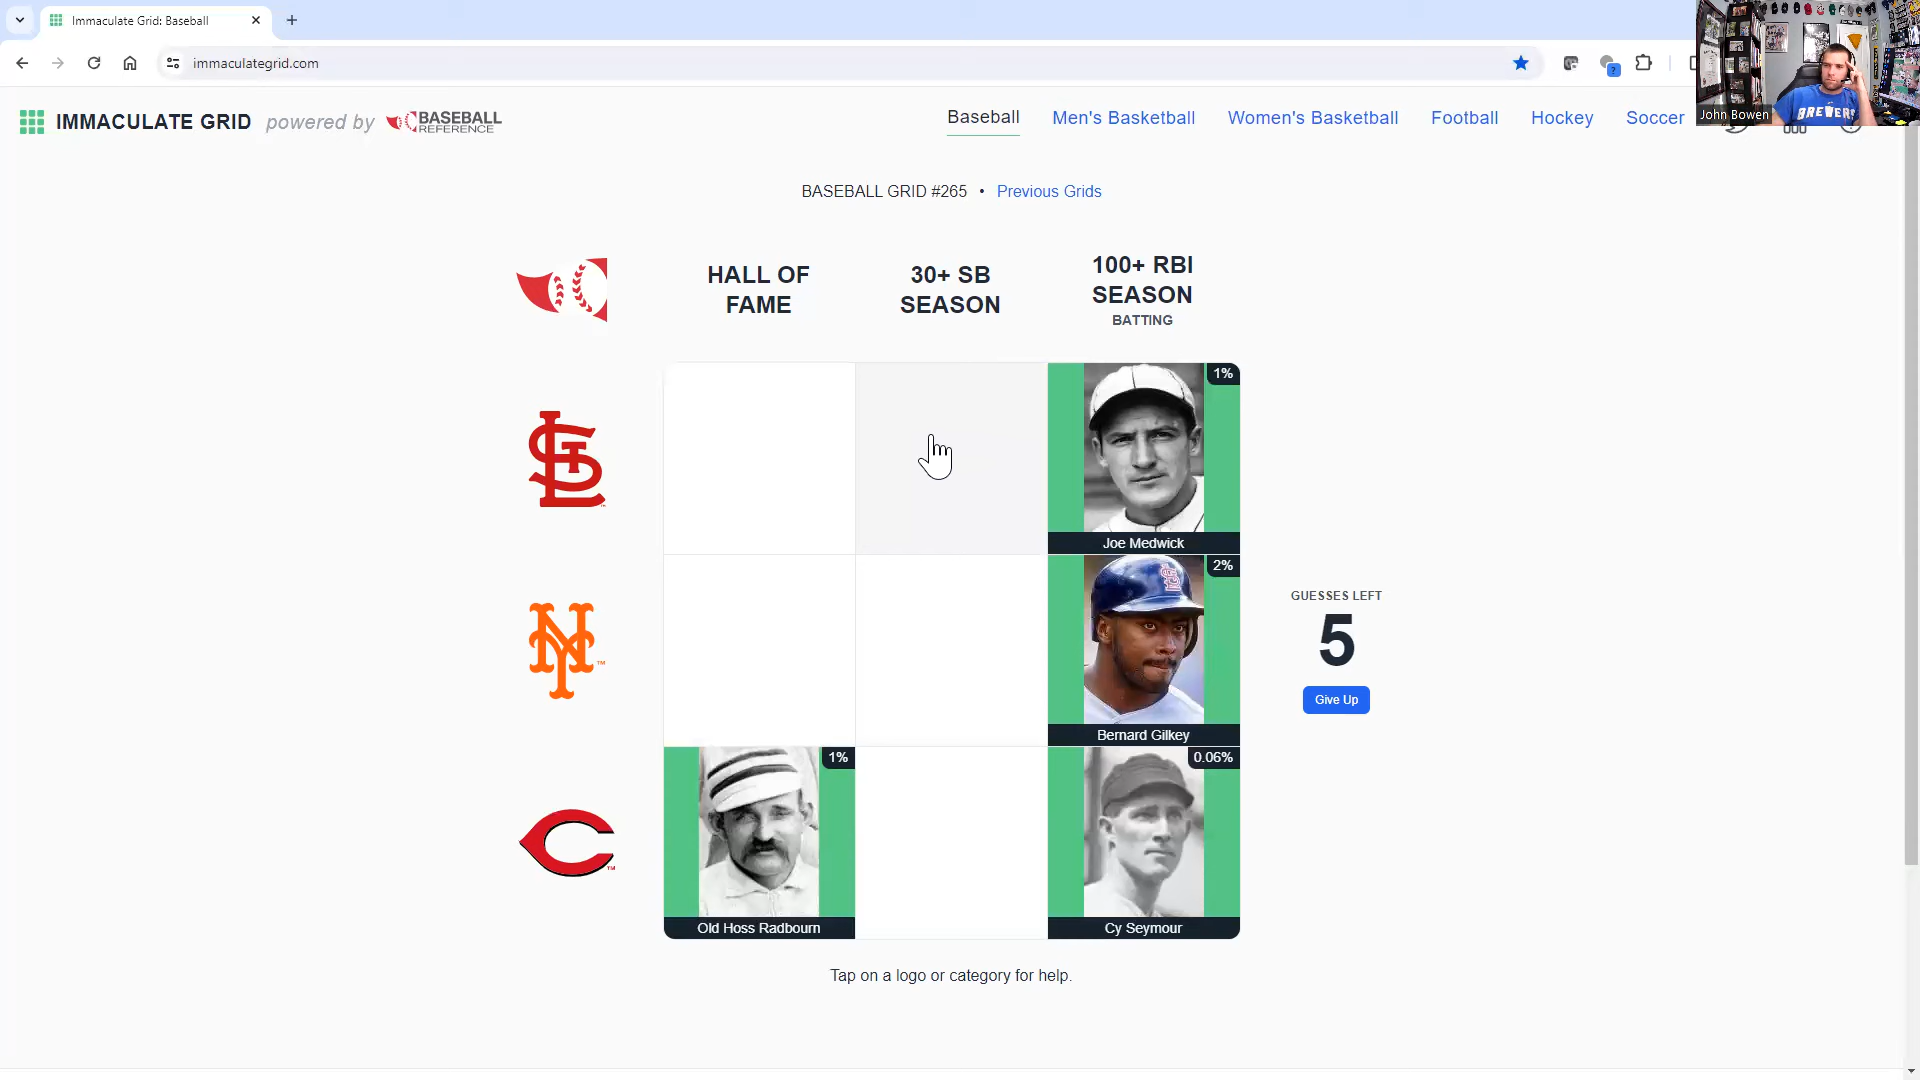 Immaculate Grid: Baseball
immaculategrid.com
IMMACULATE GRID powered by BASEBALL REFERENCE
Baseball Men's Basketball Women's Basketball Football Hockey Soccer
BREWERS
John Bowen
BASEBALL GRID #265 • Previous Grids
HALL OF
FAME
30+ SB
SEASON
100+ RBI
SEASON
BATTING
STL
1%
Joe Medwick
NY
2%
Bernard Gilkey
GUESSES LEFT
5
Give Up
C
1%
Old Hoss Radbourn
0.06%
Cy Seymour
Tap on a logo or category for help.